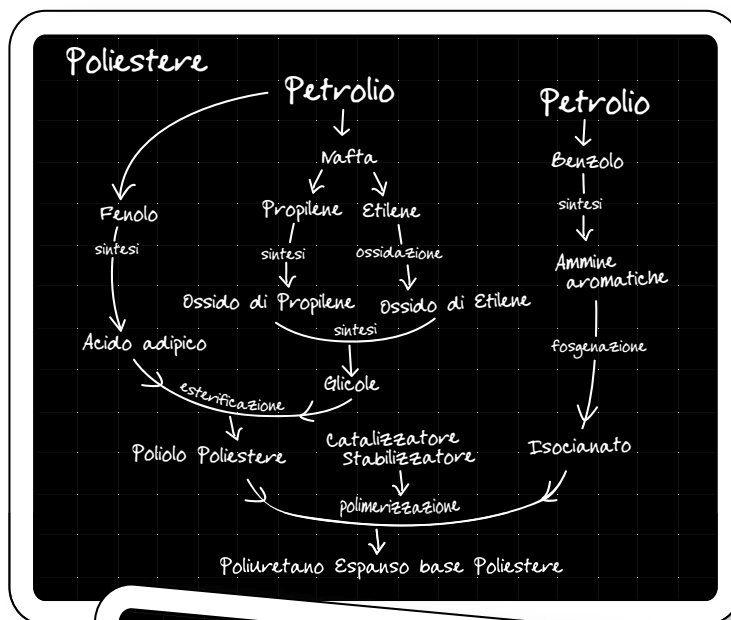 Poliestere
Petrolio
Petrolio
Nafta
Benzolo
Fenolo
Propilene
Etilene
sintesi
sintesi
sintesi
ossidazione
Ammine
aromatiche
Ossido di Propilene
Ossido di Etilene
sintesi
Acido adipico
fosgenazione
Glicole
esterificazione
Poliolo Poliestere
Catalizzatore
Stabilizzatore
Isocianato
polimerizzazione
Poliuretano Espanso base Poliestere